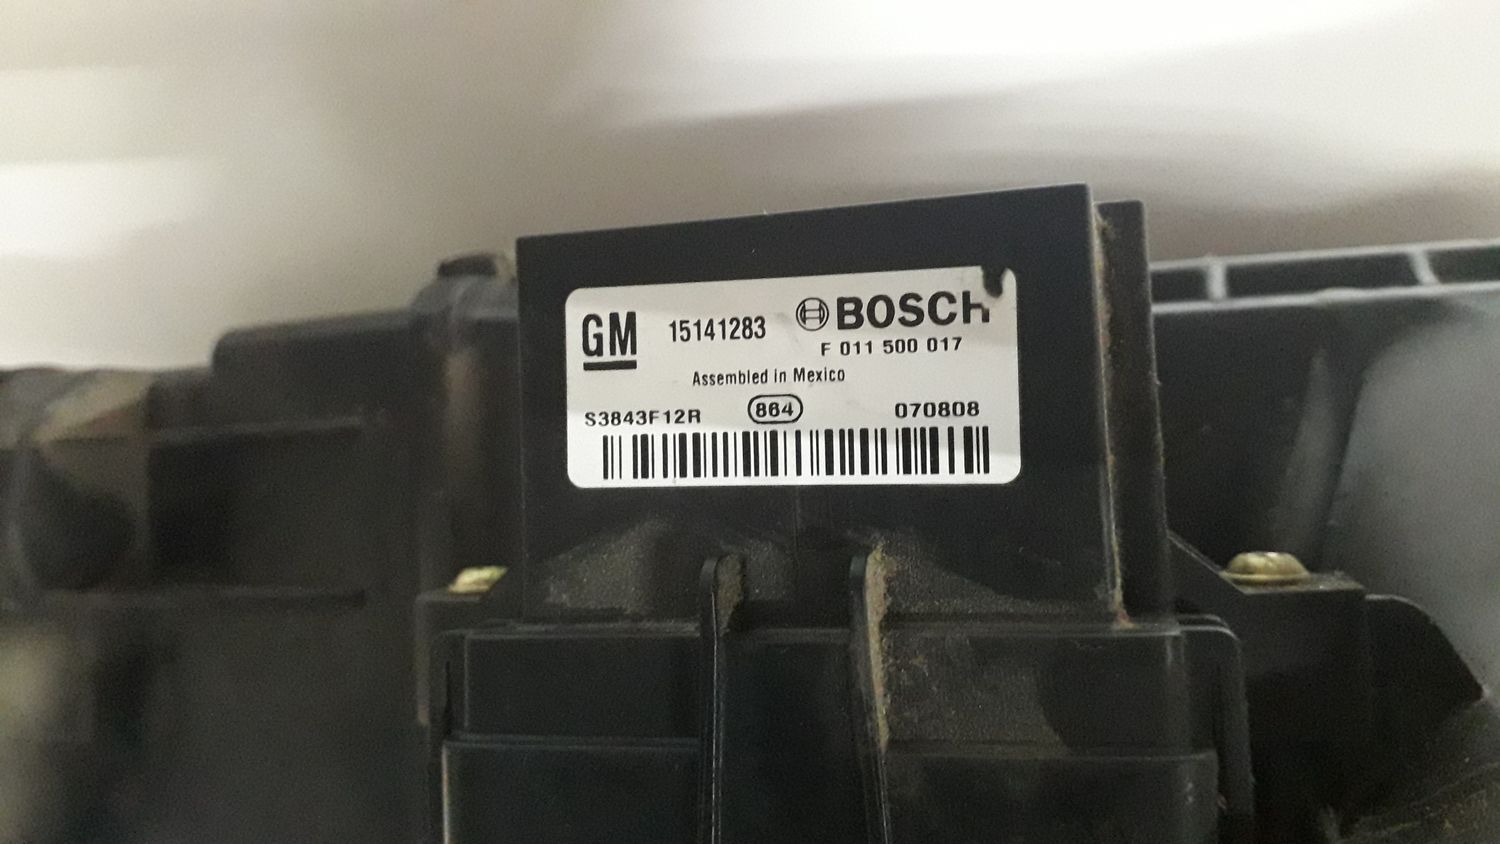 GM 15141283 BOSCH
F 011 500 017
Assembled in Mexico
S3843F12R 864 070808